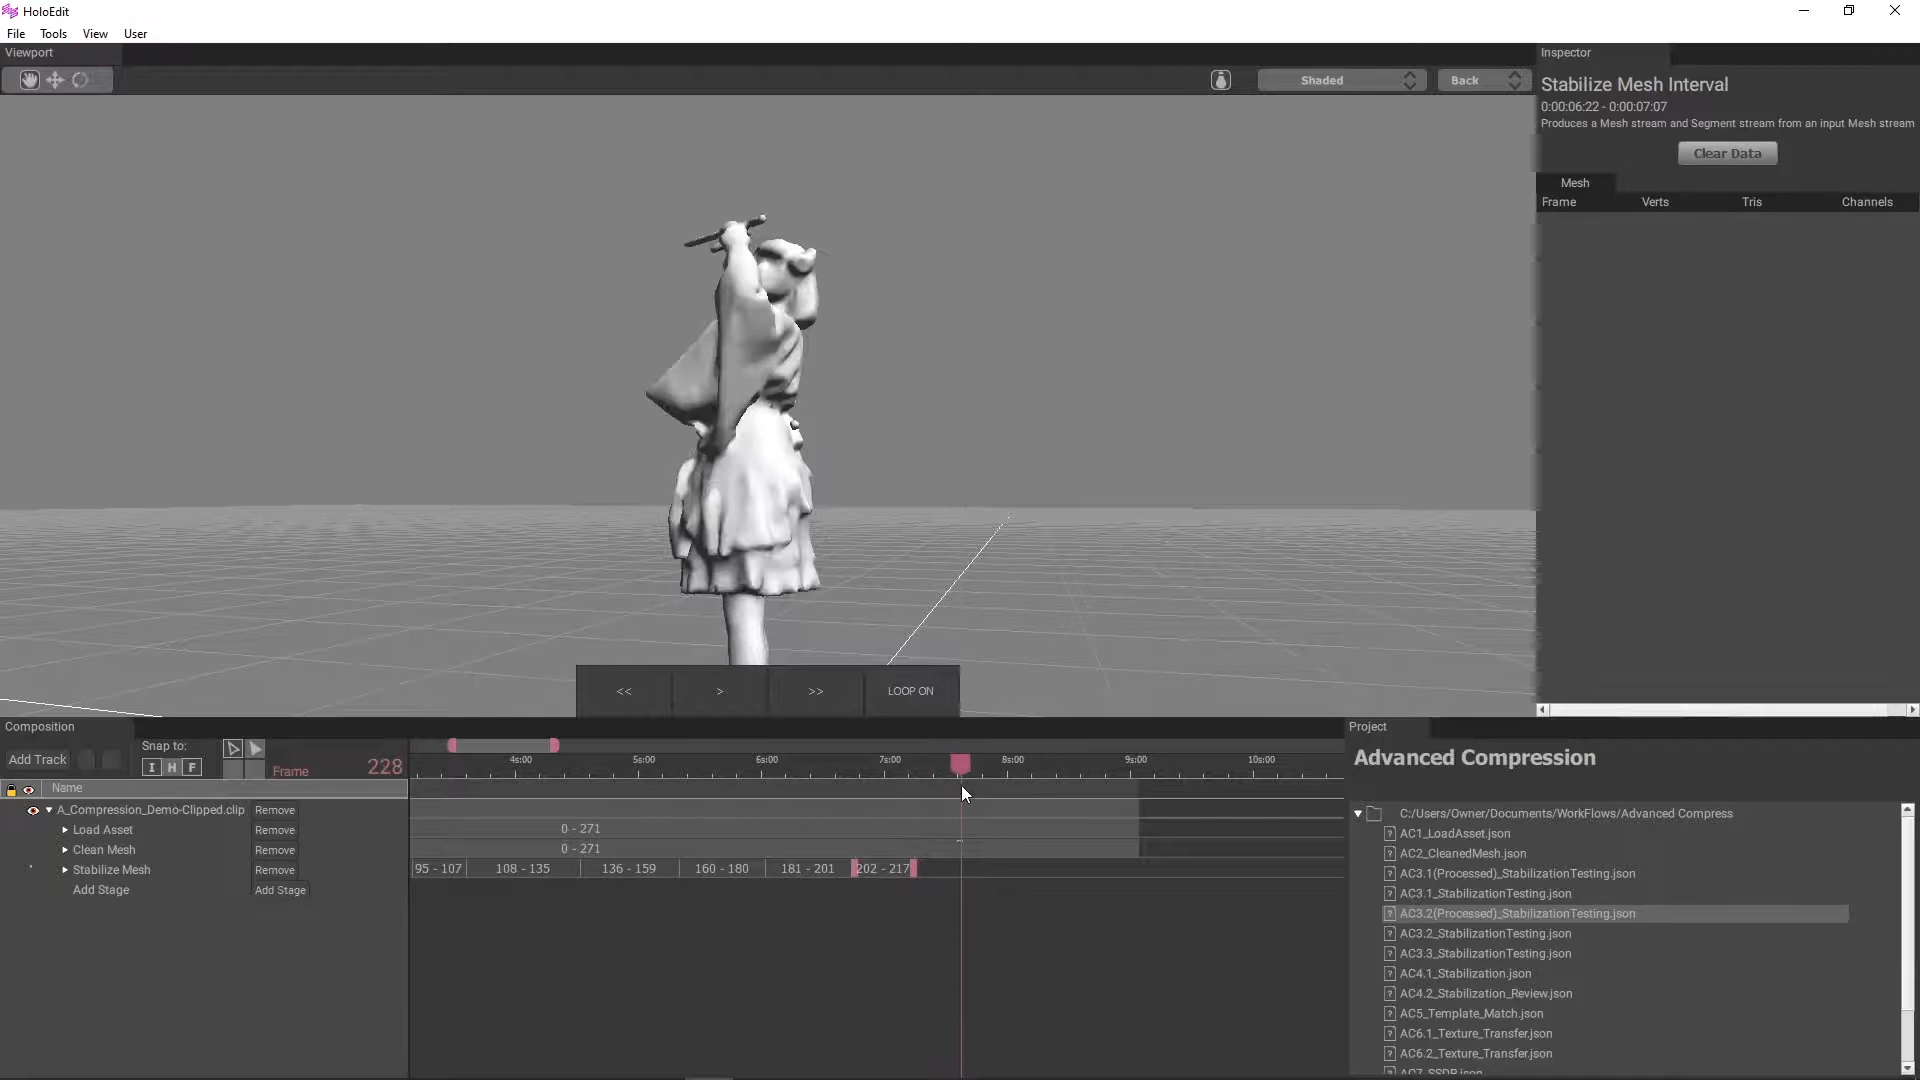 HoloEdit
File Tools View User
Viewport
Inspector
Shaded
Back
Stabilize Mesh Interval
0:00:06:22 - 0:00:07:07
Produces a Mesh stream and Segment stream from an input Mesh stream
Clear Data
Mesh
Frame Verts Tris Channels
<< > >> LOOP ON
Composition
Add Track
Snap to:
I H F
Frame 228
4s:00 5s:00 6s:00 7s:00 8s:00 9s:00 10s:00
Name
A_Compression_Demo-Clipped.clip Remove
Load Asset Remove 0 - 271
Clean Mesh Remove 0 - 271
Stabilize Mesh Remove 95 - 107 108 - 135 136 - 159 160 - 180 181 - 201 202 - 217
Add Stage Add Stage
Project
Advanced Compression
C:/Users/Owner/Documents/WorkFlows/Advanced Compress
AC1_LoadAsset.json
AC2_CleanedMesh.json
AC3.1(Processed)_StabilizationTesting.json
AC3.1_StabilizationTesting.json
AC3.2(Processed)_StabilizationTesting.json
AC3.2_StabilizationTesting.json
AC3.3_StabilizationTesting.json
AC4.1_Stabilization.json
AC4.2_Stabilization_Review.json
AC5_Template_Match.json
AC6.1_Texture_Transfer.json
AC6.2_Texture_Transfer.json